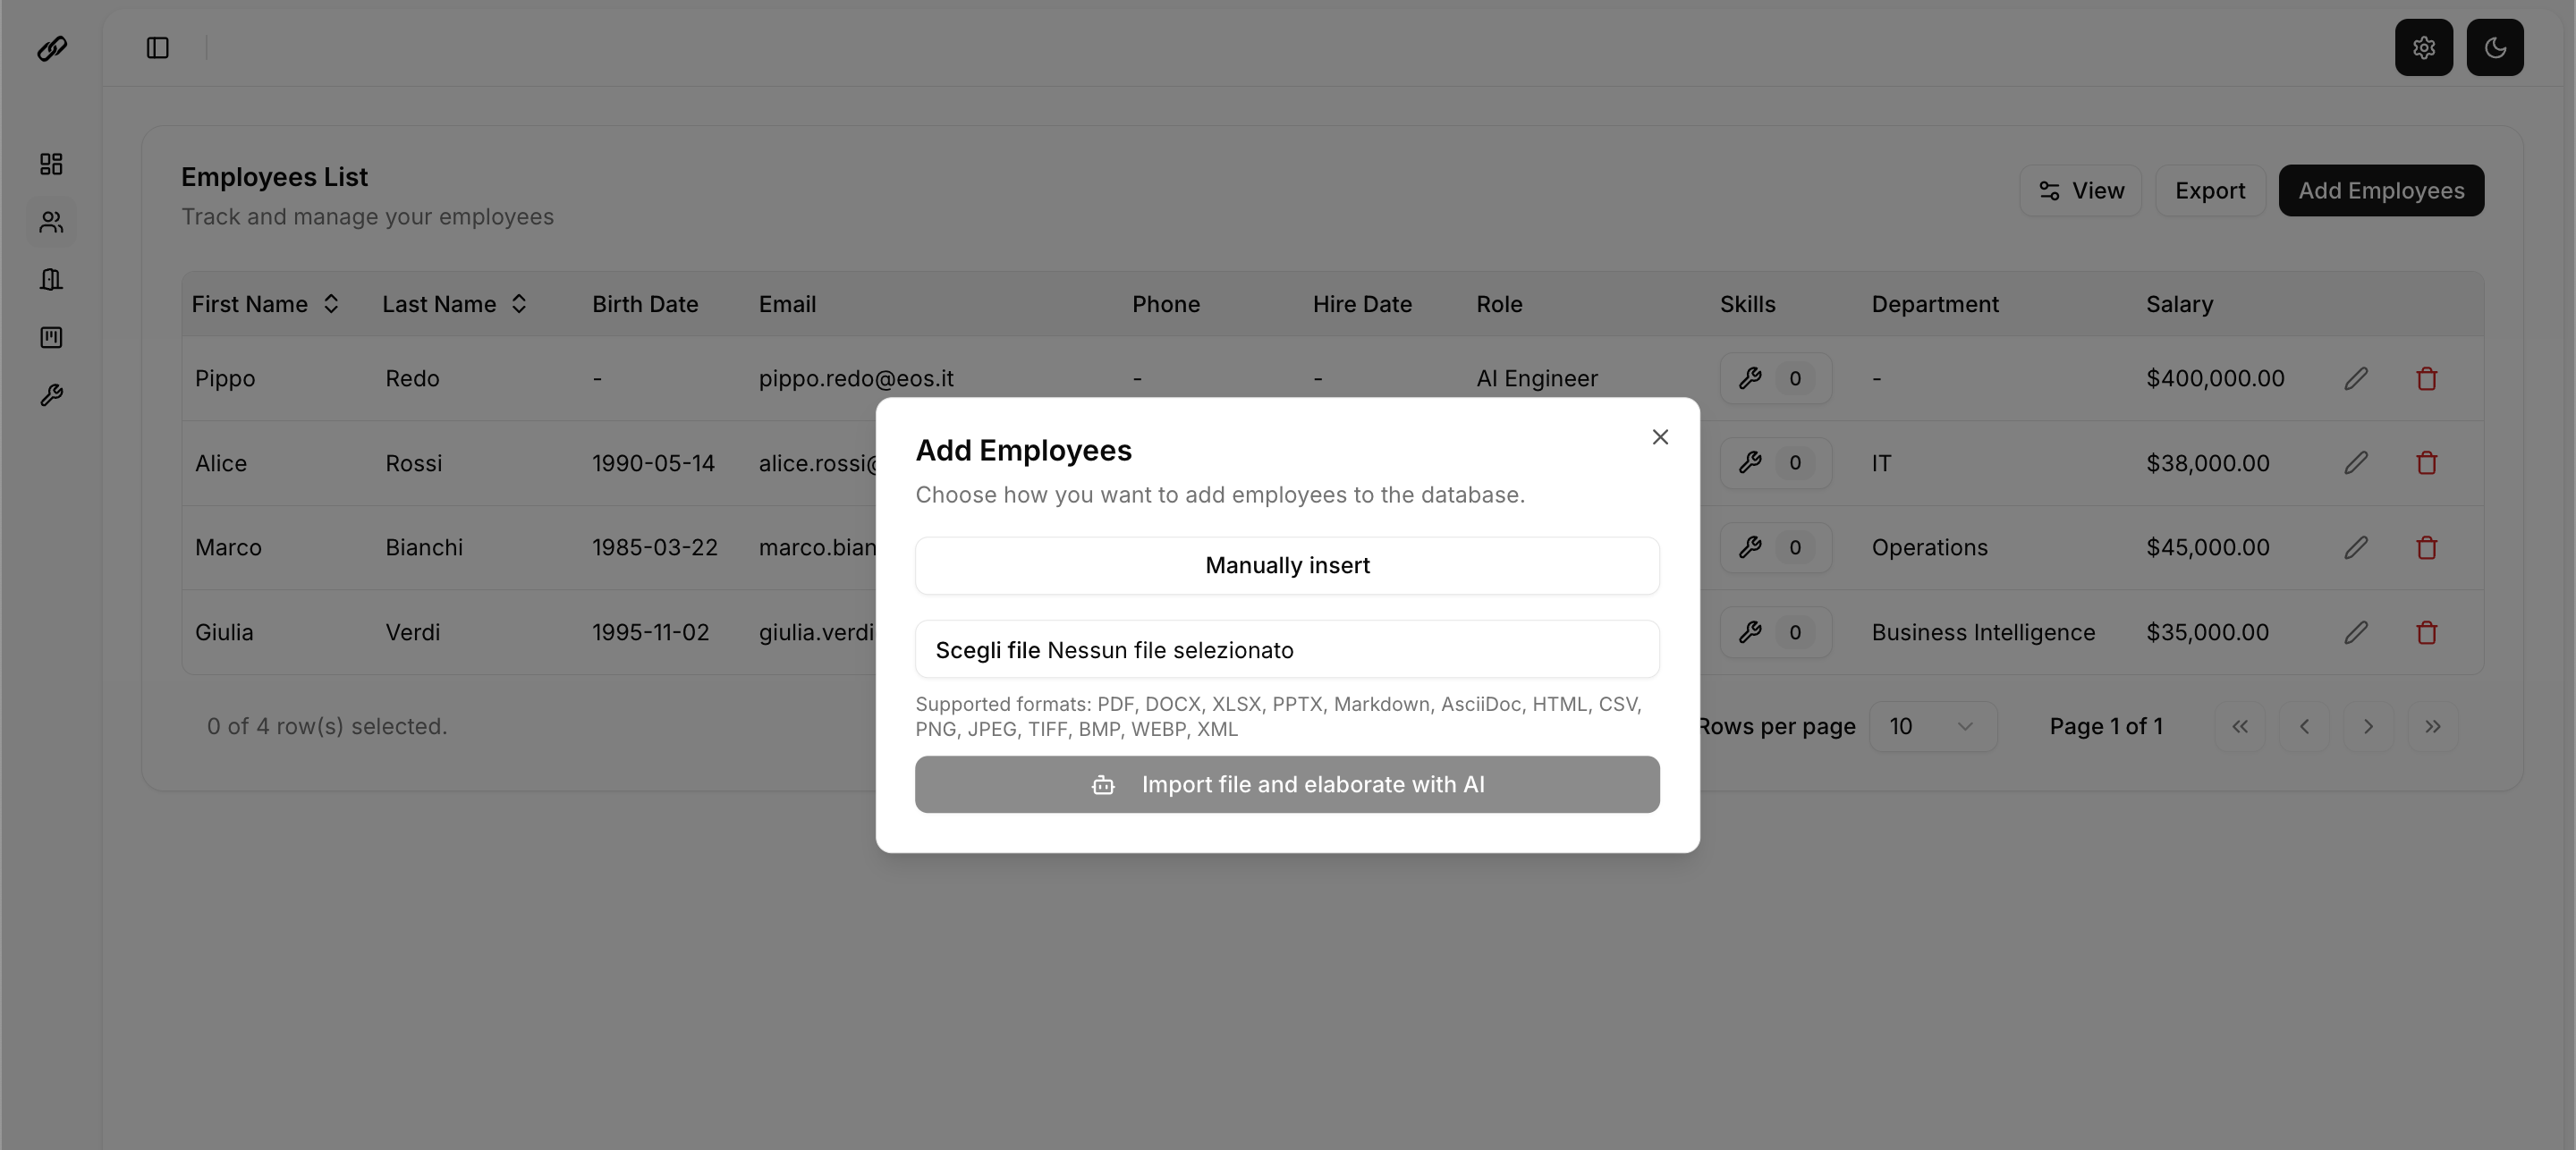 Employees List
Track and manage your employees
View Export Add Employees
First Name Last Name Birth Date Email Phone Hire Date Role Skills Department Salary
Pippo Redo - pippo.redo@eos.it - - AI Engineer 0 - $400,000.00
Alice Rossi 1990-05-14 alice.rossi@ 0 IT $38,000.00
Marco Bianchi 1985-03-22 marco.bian 0 Operations $45,000.00
Giulia Verdi 1995-11-02 giulia.verdi 0 Business Intelligence $35,000.00
0 of 4 row(s) selected. Rows per page 10 Page 1 of 1
Add Employees
Choose how you want to add employees to the database.
Manually insert
Scegli file Nessun file selezionato
Supported formats: PDF, DOCX, XLSX, PPTX, Markdown, AsciiDoc, HTML, CSV,
PNG, JPEG, TIFF, BMP, WEBP, XML
Import file and elaborate with AI